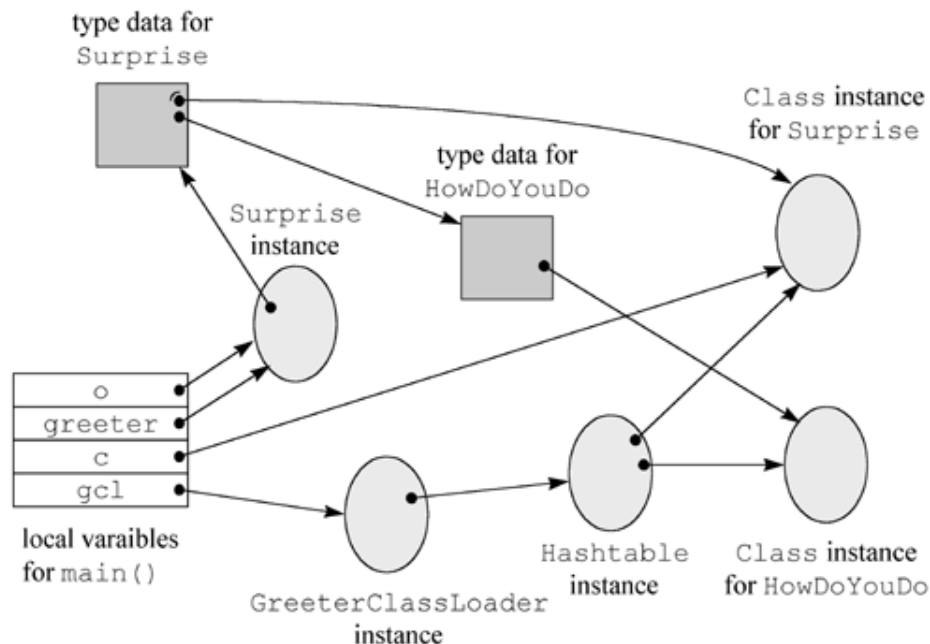 type data for
Surprise
Class instance
for Surprise
type data for
HowDoYouDo
Surprise
instance
o
greeter
c
gcl
local varaibles
for main()
GreeterClassLoader
instance
Hashtable
instance
Class instance
for HowDoYouDo